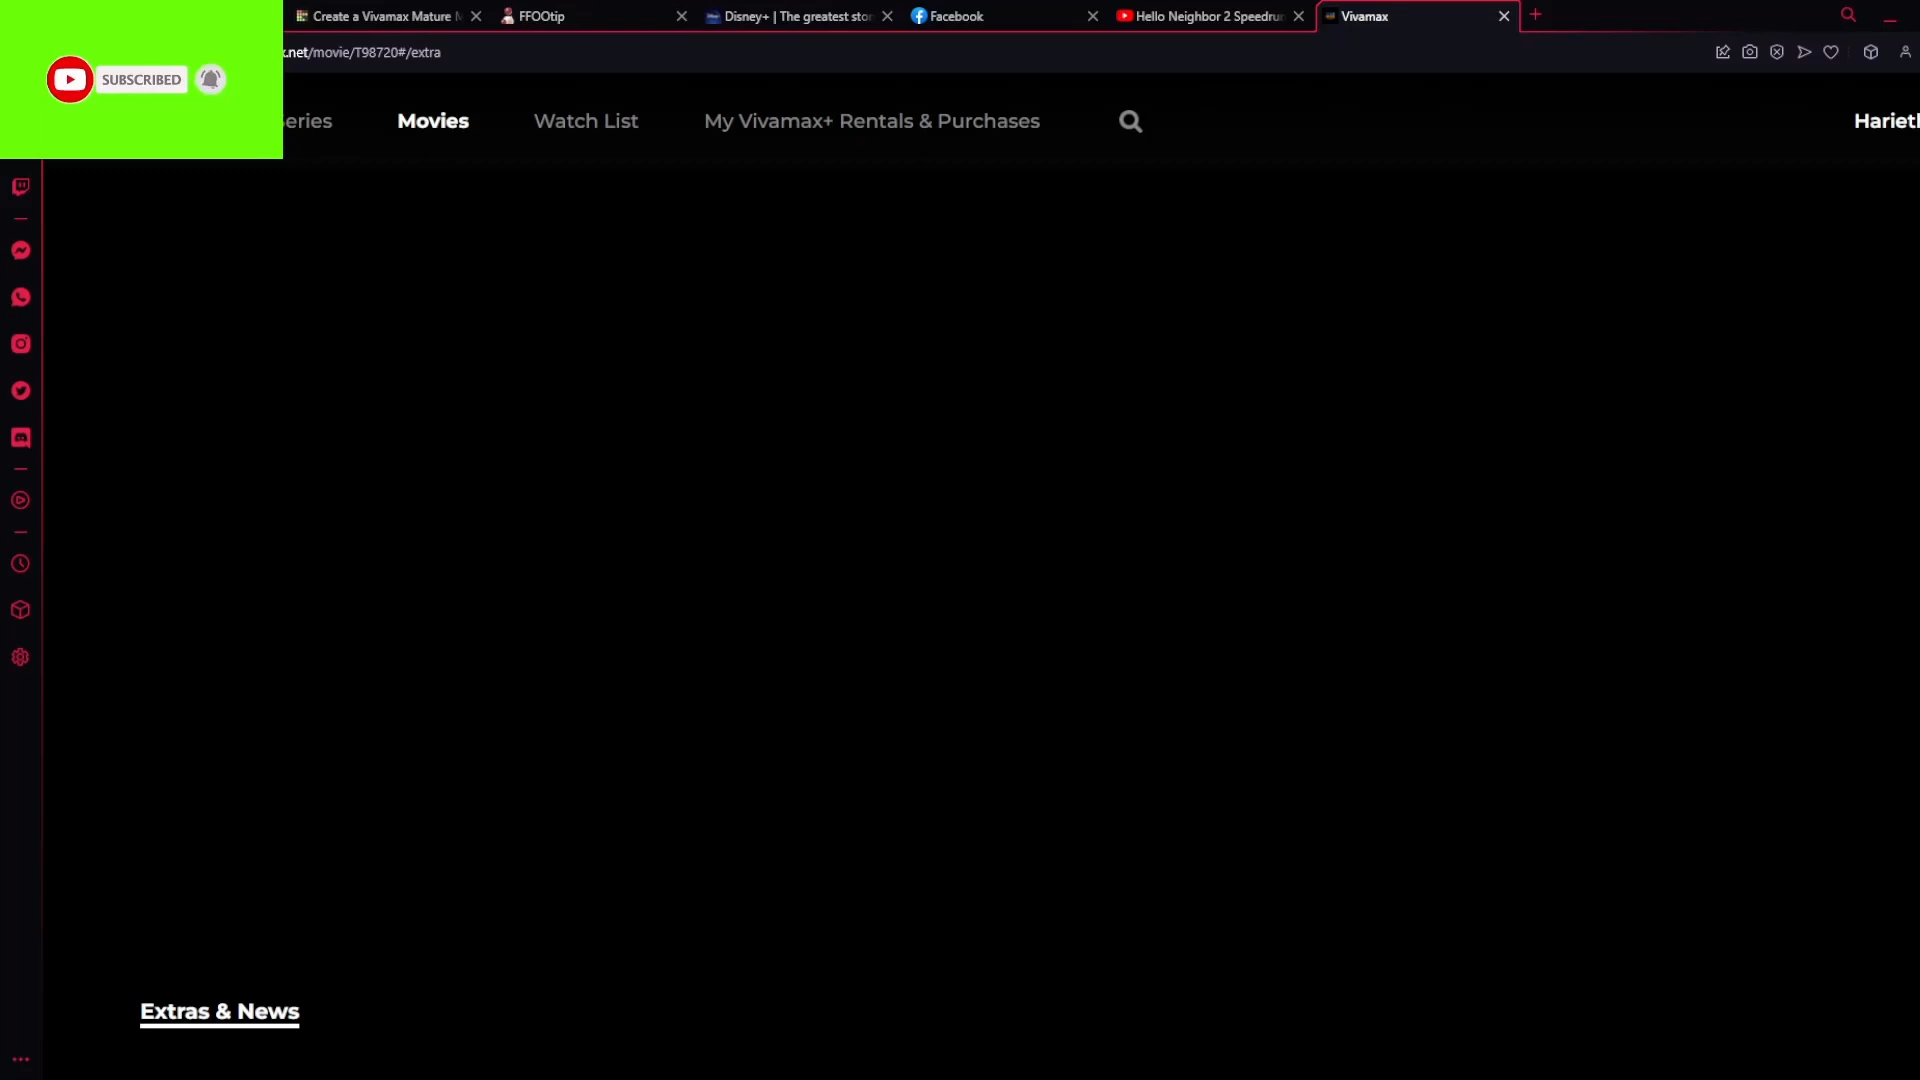 Create a Vivamax Mature
FFOOtip
Disney+ | The greatest stor
Facebook
Hello Neighbor 2 Speedru
Vivamax
.net/movie/T98720#/extra
SUBSCRIBED
eries
Movies
Watch List
My Vivamax+ Rentals & Purchases
Hariet
Extras & News